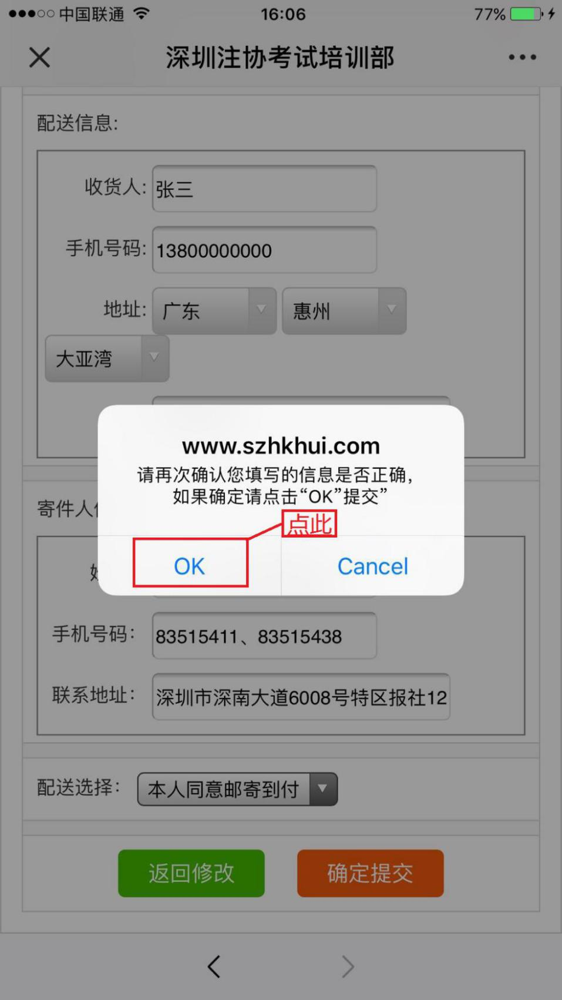 中国联通 16:06 77%
深圳注协考试培训部
配送信息:
收货人: 张三
手机号码: 13800000000
地址: 广东 惠州
大亚湾
www.szhkhui.com
请再次确认您填写的信息是否正确，
如果确定请点击“OK”提交”
点此
OK Cancel
寄件人
手机号码： 83515411、83515438
联系地址： 深圳市深南大道6008号特区报社12
配送选择： 本人同意邮寄到付
返回修改 确定提交